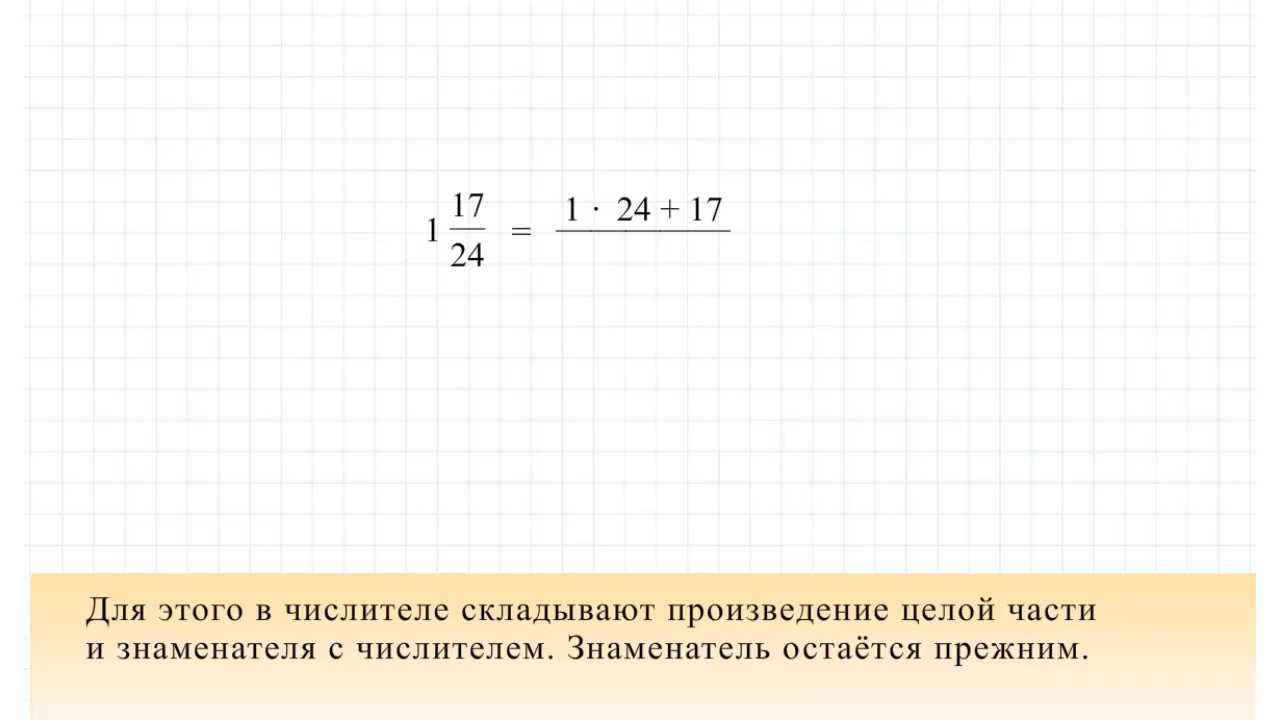 1 17/24 = 1 · 24 + 17
Для этого в числителе складывают произведение целой части
и знаменателя с числителем. Знаменатель остаётся прежним.